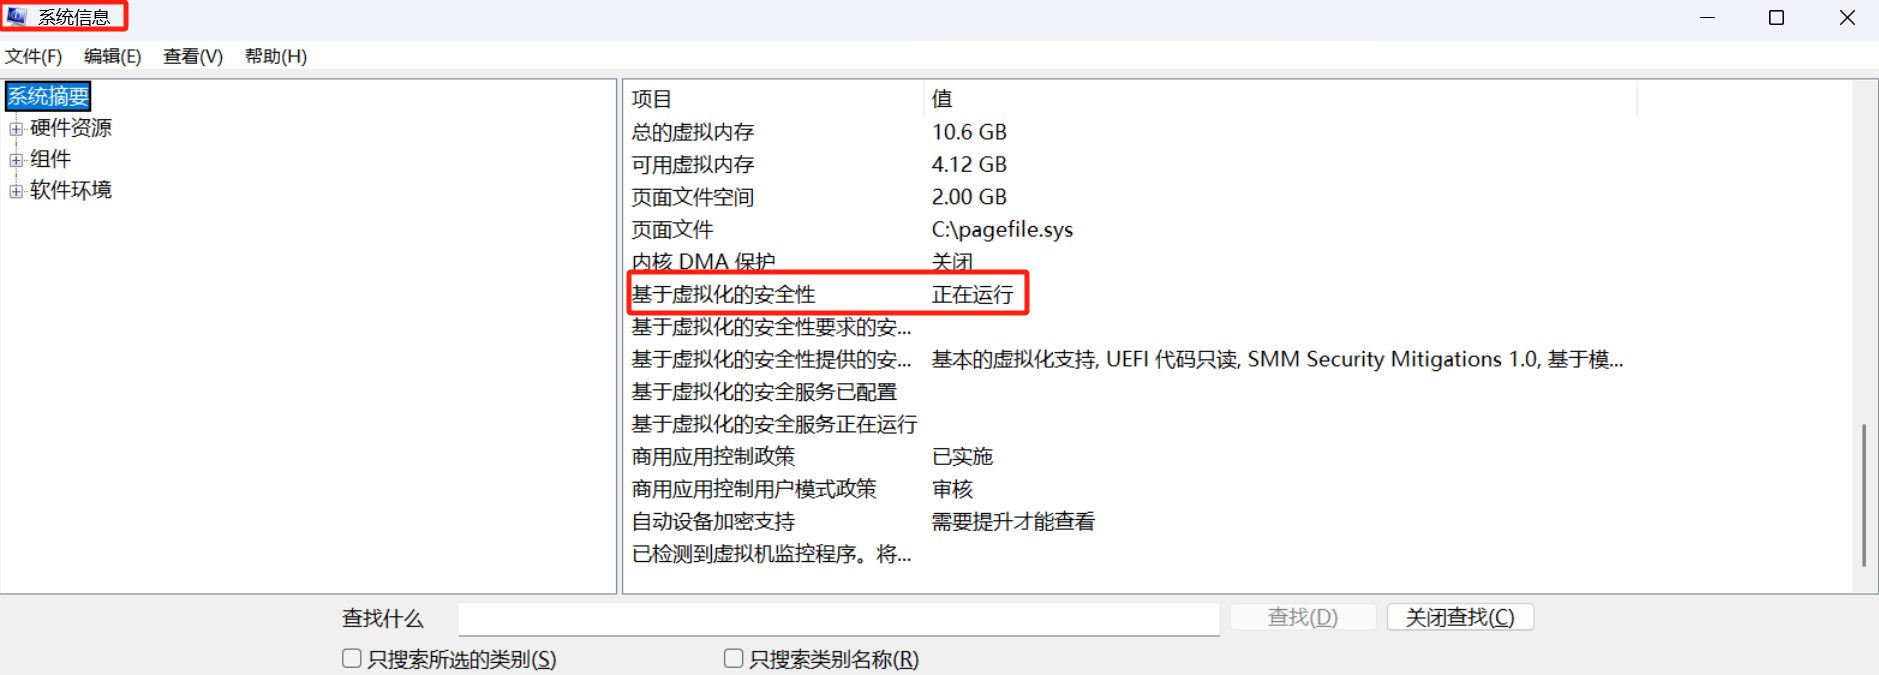 系统信息
文件(F) 编辑(E) 查看(V) 帮助(H)
系统摘要
硬件资源
组件
软件环境
项目 值
总的虚拟内存 10.6 GB
可用虚拟内存 4.12 GB
页面文件空间 2.00 GB
页面文件 C:\pagefile.sys
内核 DMA 保护 关闭
基于虚拟化的安全性 正在运行
基于虚拟化的安全性要求的安...
基于虚拟化的安全性提供的安... 基本的虚拟化支持, UEFI 代码只读, SMM Security Mitigations 1.0, 基于模...
基于虚拟化的安全服务已配置
基于虚拟化的安全服务正在运行
商用应用控制政策 已实施
商用应用控制用户模式政策 审核
自动设备加密支持 需要提升才能查看
已检测到虚拟机监控程序。将...
查找什么 查找(D) 关闭查找(C)
只搜索所选的类别(S) 只搜索类别名称(R)